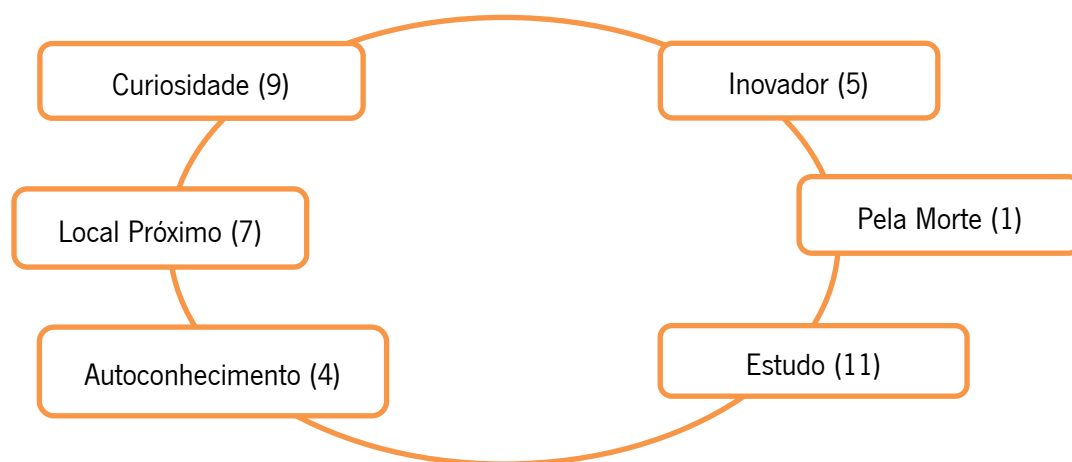 Curiosidade (9)
Inovador (5)
Local Próximo (7)
Pela Morte (1)
Autoconhecimento (4)
Estudo (11)